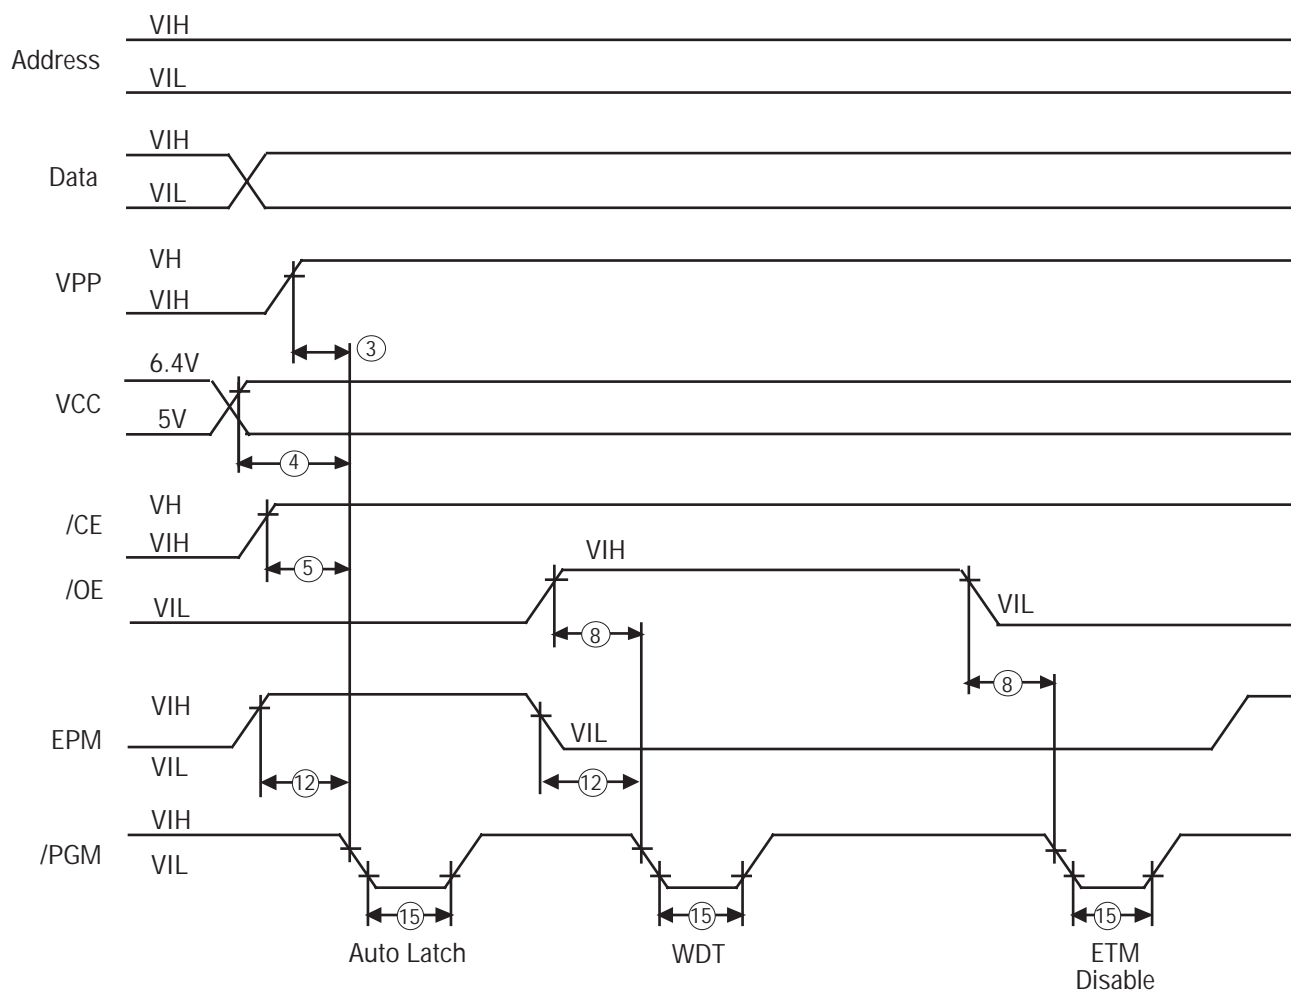 VIH
Address
VIL
VIH
Data
VIL
VH
VPP
VIH
3
6.4V
VCC
5V
4
VH
/CE
VIH
5
VIH
/OE
VIL
VIL
8
8
VIH
EPM
VIL
VIL
12
12
VIH
/PGM
VIL
15
15
15
Auto Latch
WDT
ETM
Disable